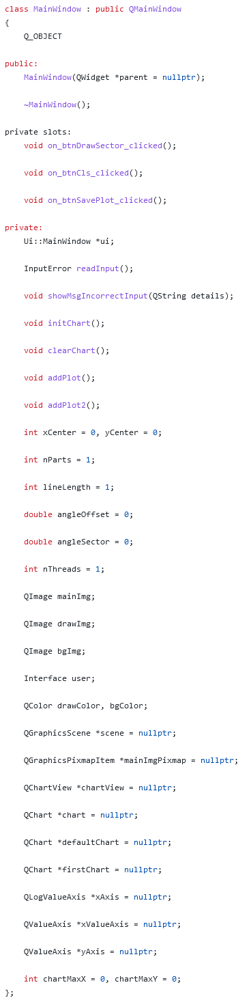 class MainWindow : public QMainWindow
{
    Q_OBJECT

public:
    MainWindow(QWidget *parent = nullptr);

    ~MainWindow();

private slots:
    void on_btnDrawSector_clicked();

    void on_btnCls_clicked();

    void on_btnSavePlot_clicked();

private:
    Ui::MainWindow *ui;

    InputError readInput();

    void showMsgIncorrectInput(QString details);

    void initChart();

    void clearChart();

    void addPlot();

    void addPlot2();

    int xCenter = 0, yCenter = 0;

    int nParts = 1;

    int lineLength = 1;

    double angleOffset = 0;

    double angleSector = 0;

    int nThreads = 1;

    QImage mainImg;

    QImage drawImg;

    QImage bgImg;

    Interface user;

    QColor drawColor, bgColor;

    QGraphicsScene *scene = nullptr;

    QGraphicsPixmapItem *mainImgPixmap = nullptr;

    QChartView *chartView = nullptr;

    QChart *chart = nullptr;

    QChart *defaultChart = nullptr;

    QChart *firstChart = nullptr;

    QLogValueAxis *xAxis = nullptr;

    QValueAxis *xValueAxis = nullptr;

    QValueAxis *yAxis = nullptr;

    int chartMaxX = 0, chartMaxY = 0;
};